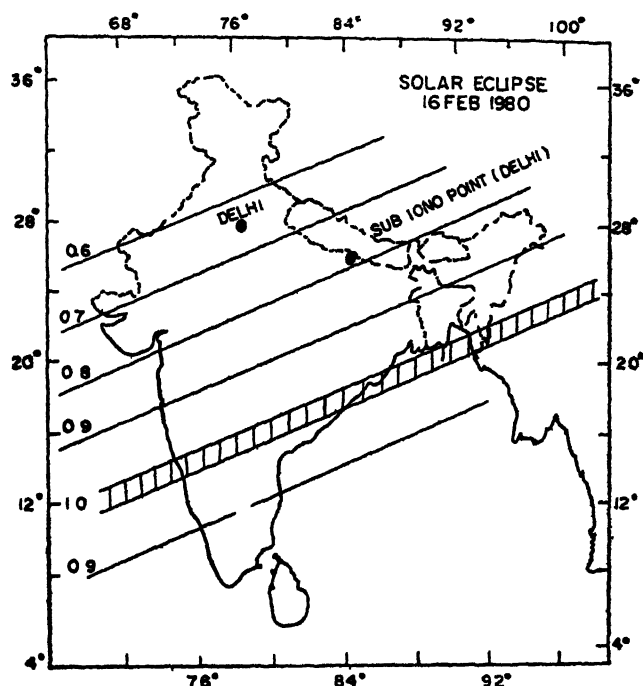 68° 76° 84° 92° 100°
36° 36°
SOLAR ECLIPSE
16 FEB 1980
SUB IONO POINT (DELHI)
DELHI
28° 28°
0.6
0.7
20° 20°
0.8
0.9
1.0
12° 12°
0.9
4° 4°
76° 84° 92°